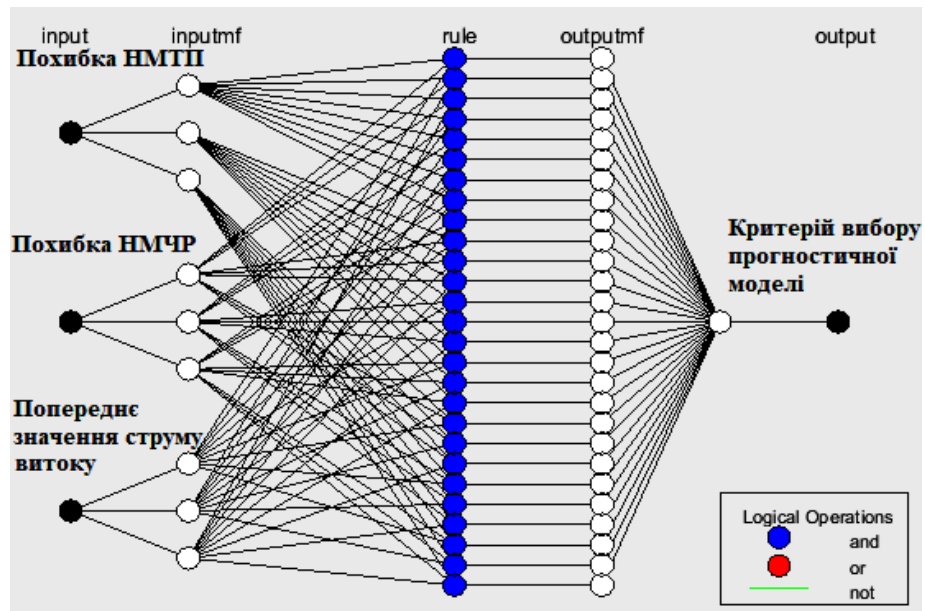 input
inputmf
rule
outputmf
output
Похибка НМТП
Похибка НМЧР
Попереднє
значення струму
витоку
Критерій вибору
прогностичної
моделі
Logical Operations
and
or
not